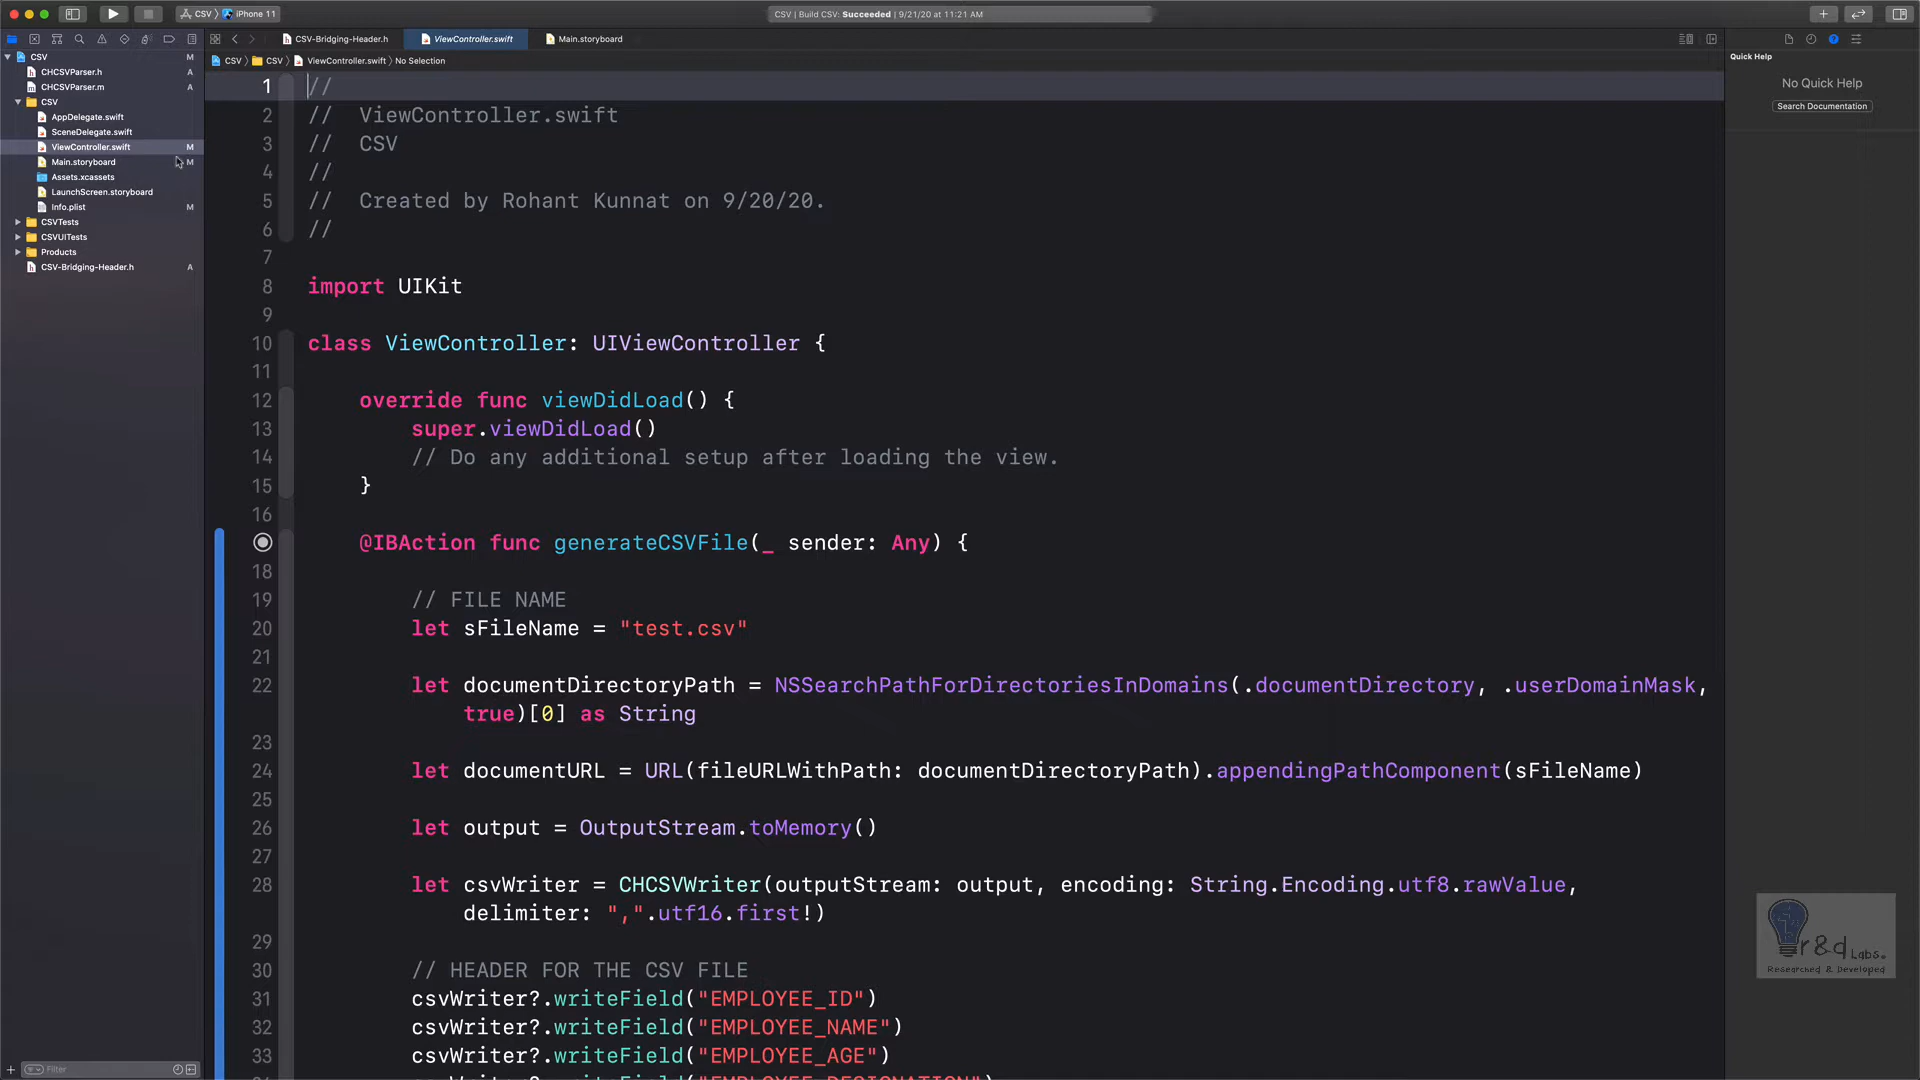 CSV › iPhone 11
CSV | Build CSV: Succeeded | 9/21/20 at 11:21 AM
CSV-Bridging-Header.h
ViewController.swift
Main.storyboard
CSV › CSV › ViewController.swift › No Selection
CSV M
CHCSVParser.h A
CHCSVParser.m A
CSV
AppDelegate.swift
SceneDelegate.swift
ViewController.swift M
Main.storyboard M
Assets.xcassets
LaunchScreen.storyboard
Info.plist M
CSVTests
CSVUITests
Products
CSV-Bridging-Header.h A
Filter
1 //
2 //  ViewController.swift
3 //  CSV
4 //
5 //  Created by Rohant Kunnat on 9/20/20.
6 //
7
8 import UIKit
9
10 class ViewController: UIViewController {
11
12 override func viewDidLoad() {
13 super.viewDidLoad()
14 // Do any additional setup after loading the view.
15 }
16
@IBAction func generateCSVFile(_ sender: Any) {
18
19 // FILE NAME
20 let sFileName = "test.csv"
21
22 let documentDirectoryPath = NSSearchPathForDirectoriesInDomains(.documentDirectory, .userDomainMask,
true)[0] as String
23
24 let documentURL = URL(fileURLWithPath: documentDirectoryPath).appendingPathComponent(sFileName)
25
26 let output = OutputStream.toMemory()
27
28 let csvWriter = CHCSVWriter(outputStream: output, encoding: String.Encoding.utf8.rawValue,
delimiter: ",".utf16.first!)
29
30 // HEADER FOR THE CSV FILE
31 csvWriter?.writeField("EMPLOYEE_ID")
32 csvWriter?.writeField("EMPLOYEE_NAME")
33 csvWriter?.writeField("EMPLOYEE_AGE")
Quick Help
No Quick Help
Search Documentation
r&d Labs.
Researched & Developed